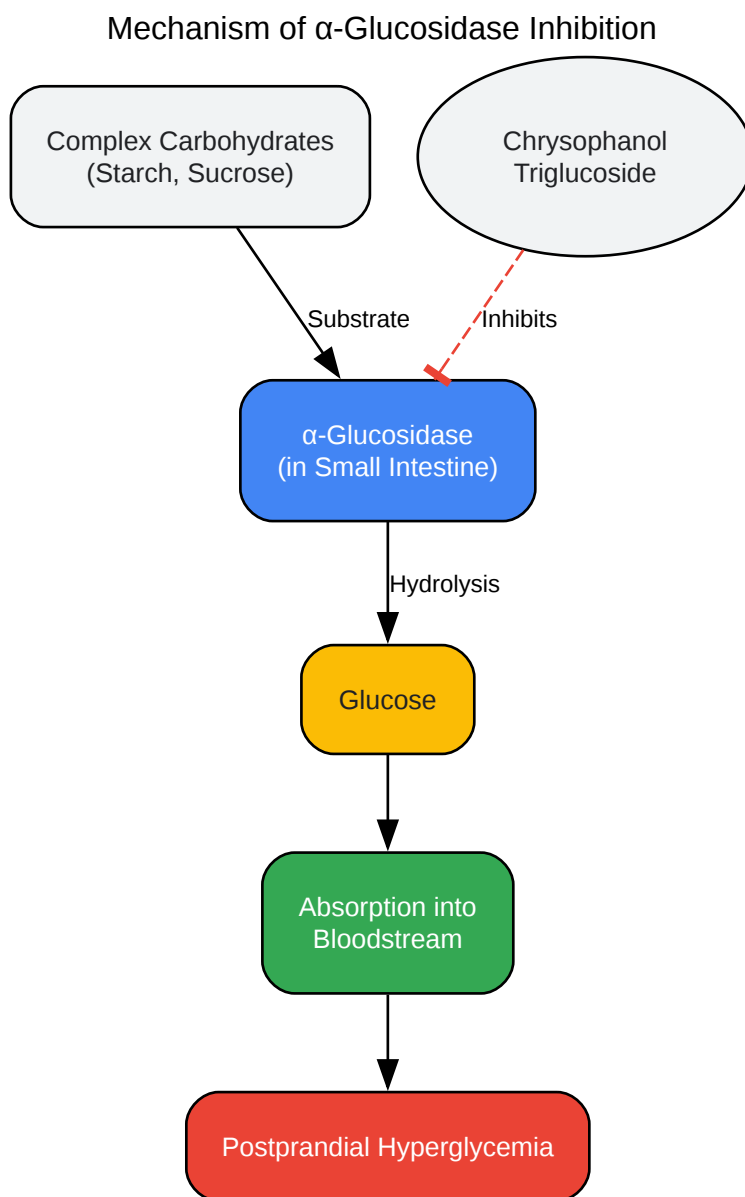 Mechanism of α-Glucosidase Inhibition
Complex Carbohydrates
(Starch, Sucrose)
Chrysophanol
Triglucoside
Substrate
Inhibits
α-Glucosidase
(in Small Intestine)
Hydrolysis
Glucose
Absorption into
Bloodstream
Postprandial Hyperglycemia